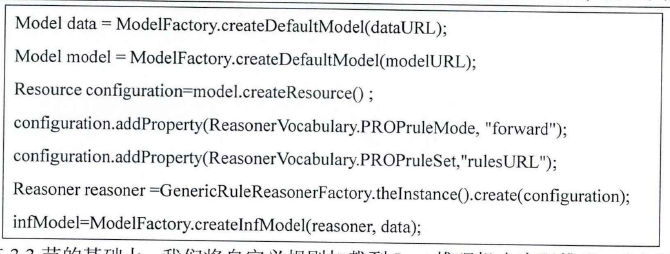 Model data = ModelFactory.createDefaultModel(dataURL);
Model model = ModelFactory.createDefaultModel(modelURL);
Resource configuration=model.createResource() ;
configuration.addProperty(ReasonerVocabulary.PROPruleMode, "forward");
configuration.addProperty(ReasonerVocabulary.PROPruleSet,"rulesURL");
Reasoner reasoner =GenericRuleReasonerFactory.theInstance().create(configuration);
infModel=ModelFactory.createInfModel(reasoner, data);